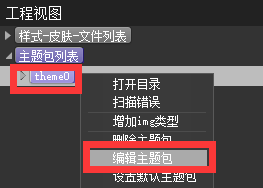 工程视图
样式-皮肤-文件列表
主题包列表
theme0
打开目录
扫描错误
增加img类型
删除主题包
编辑主题包
设置默认主题包